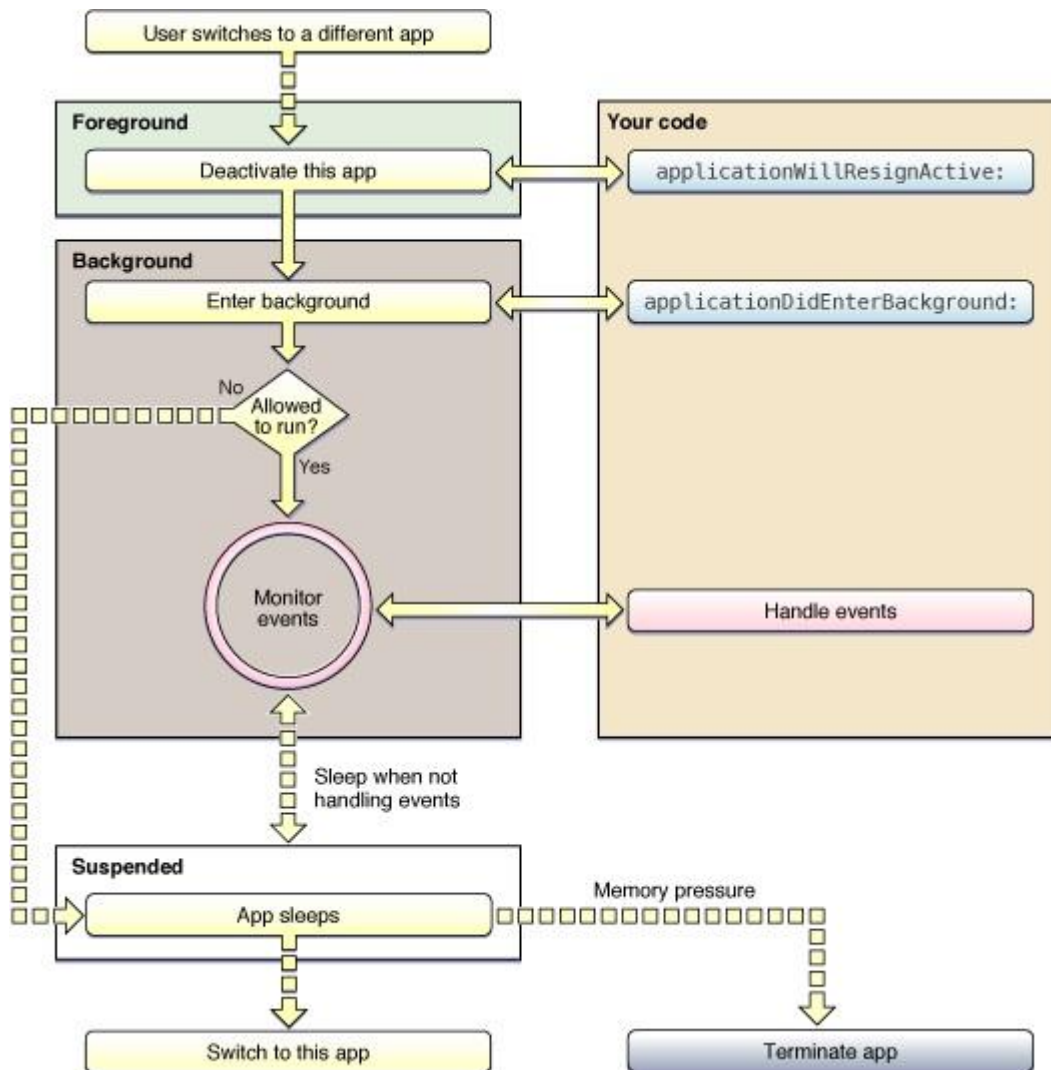 User switches to a different app
Foreground
Your code
Deactivate this app
applicationWillResignActive:
Background
Enter background
applicationDidEnterBackground:
No
Allowed
to run?
Yes
Monitor
events
Handle events
Sleep when not
handling events
Suspended
Memory pressure
App sleeps
Switch to this app
Terminate app